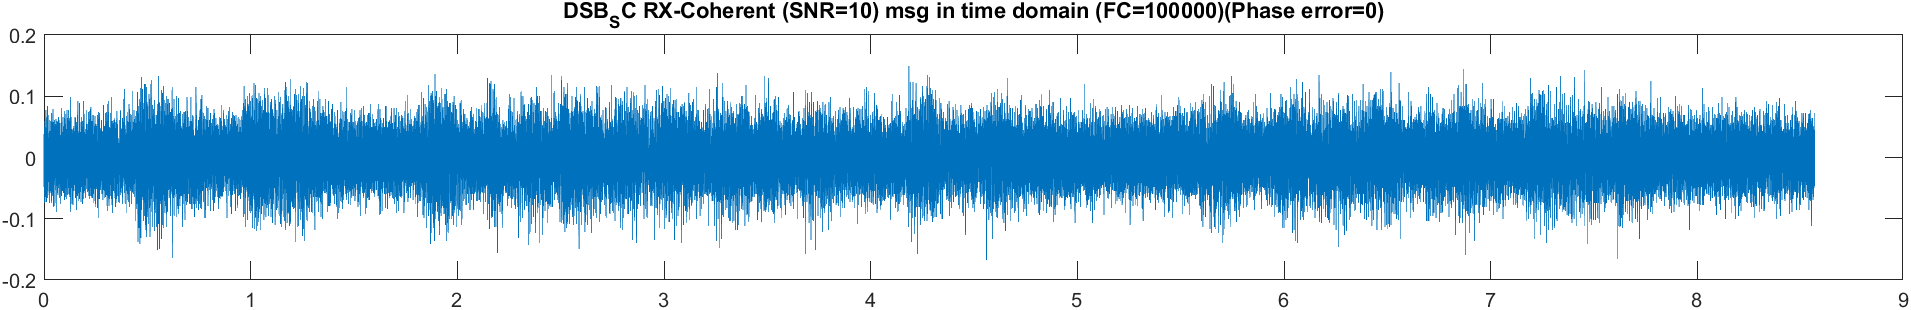 DSB_SC RX-Coherent (SNR=10) msg in time domain (FC=100000)(Phase error=0)
0.2
0.1
0
-0.1
-0.2
0 1 2 3 4 5 6 7 8 9